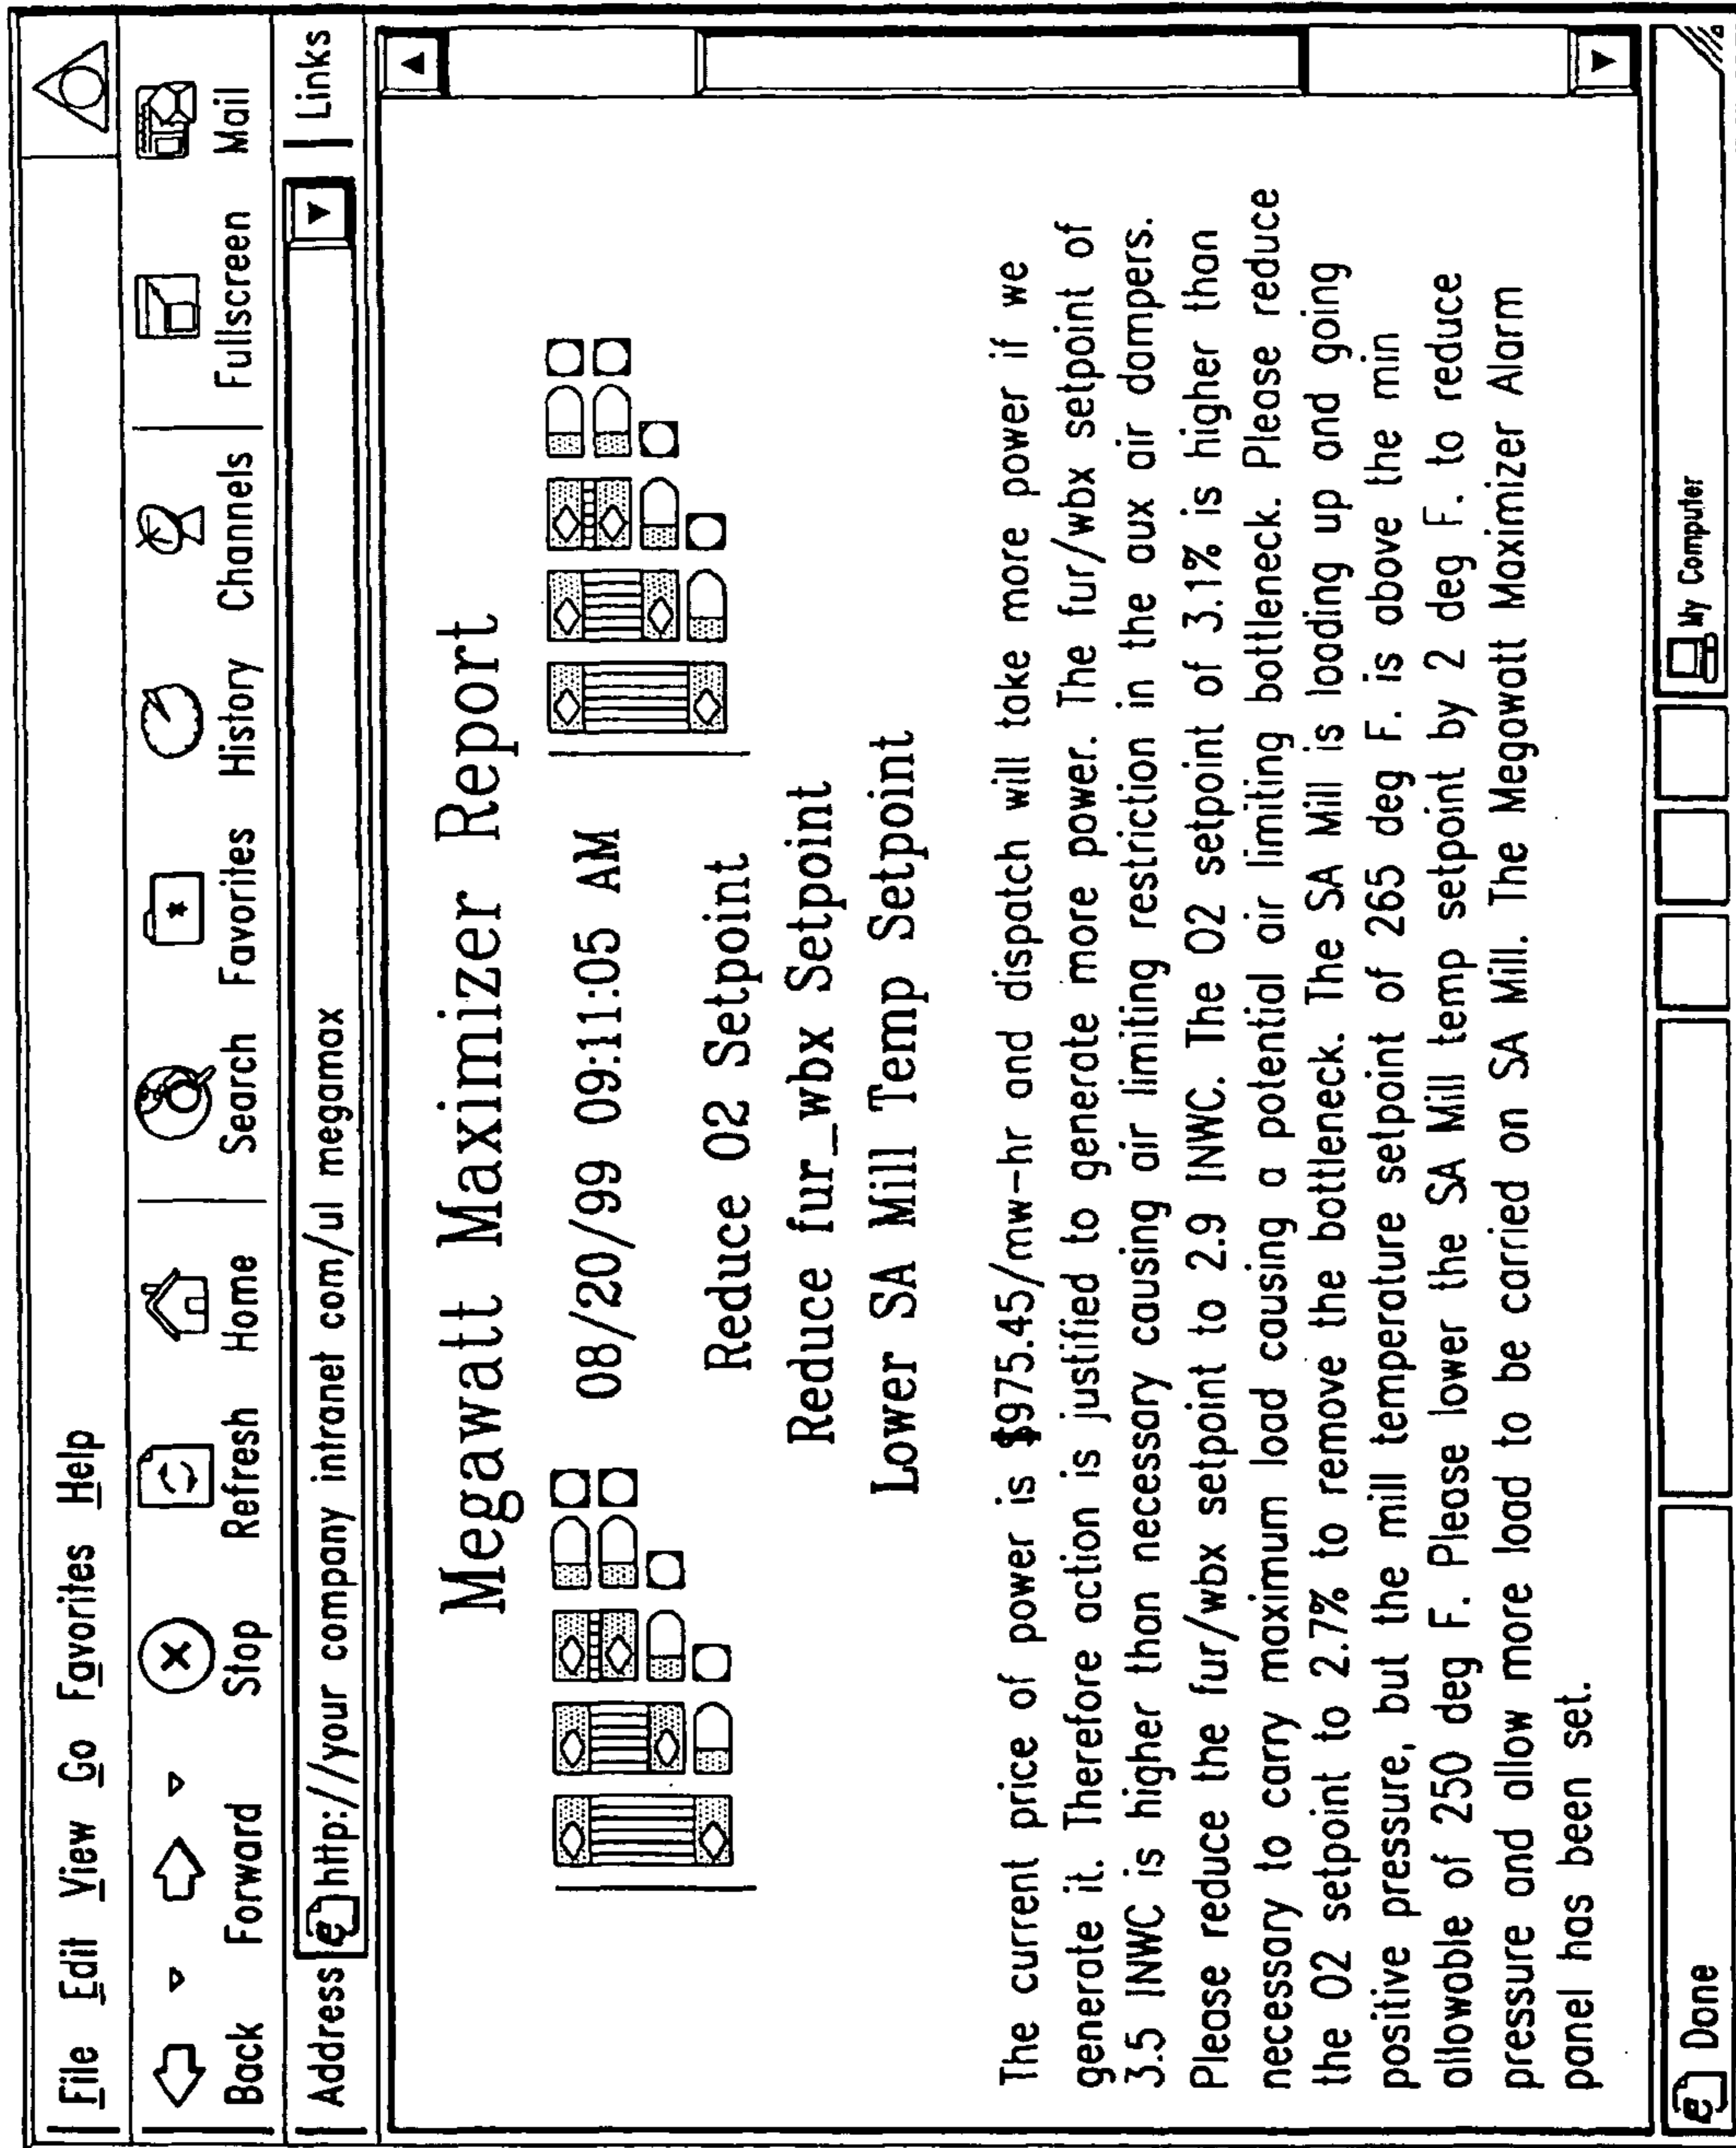 File Edit View Go Favorites Help
Back Forward Stop Refresh Home Search Favorites History Channels Fullscreen Mail
Address http://your company intranet com/ul megamax Links
Megawatt Maximizer Report
08/20/99 09:11:05 AM
Reduce O2 Setpoint
Reduce fur_wbx Setpoint
Lower SA Mill Temp Setpoint
The current price of power is $975.45/mw-hr and dispatch will take more power if we
generate it. Therefore action is justified to generate more power. The fur/wbx setpoint of
3.5 INWC is higher than necessary causing air limiting restriction in the aux air dampers.
Please reduce the fur/wbx setpoint to 2.9 INWC. The O2 setpoint of 3.1% is higher than
necessary to carry maximum load causing a potential air limiting bottleneck. Please reduce
the O2 setpoint to 2.7% to remove the bottleneck. The SA Mill is loading up and going
positive pressure, but the mill temperature setpoint of 265 deg F. is above the min
allowable of 250 deg F. Please lower the SA Mill temp setpoint by 2 deg F. to reduce
pressure and allow more load to be carried on SA Mill. The Megawatt Maximizer Alarm
panel has been set.
Done My Computer